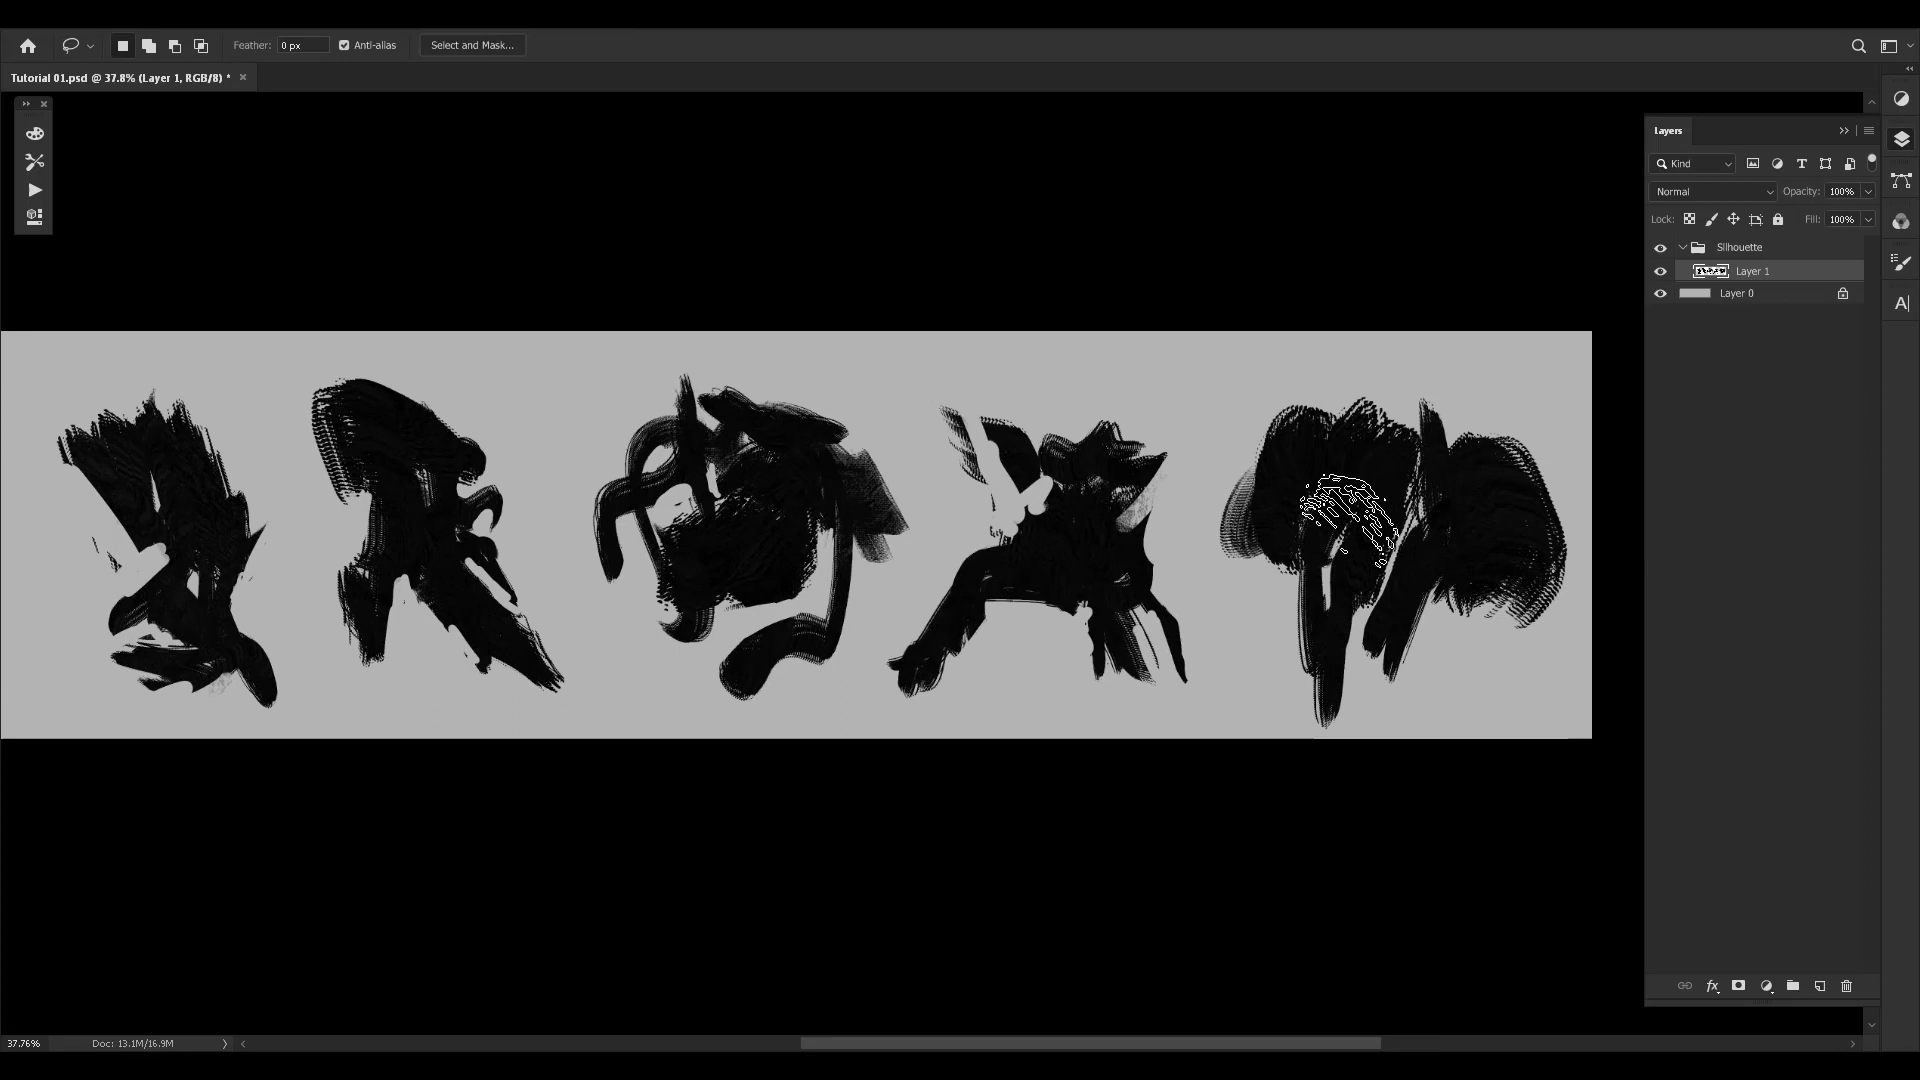 Feather: 0 px Anti-alias Select and Mask...
Tutorial 01.psd @ 37.8% (Layer 1, RGB/8) *
Layers
Kind
Normal Opacity: 100%
Lock: Fill: 100%
Silhouette
Layer 1
Layer 0
37.76% Doc: 13.1M/16.9M